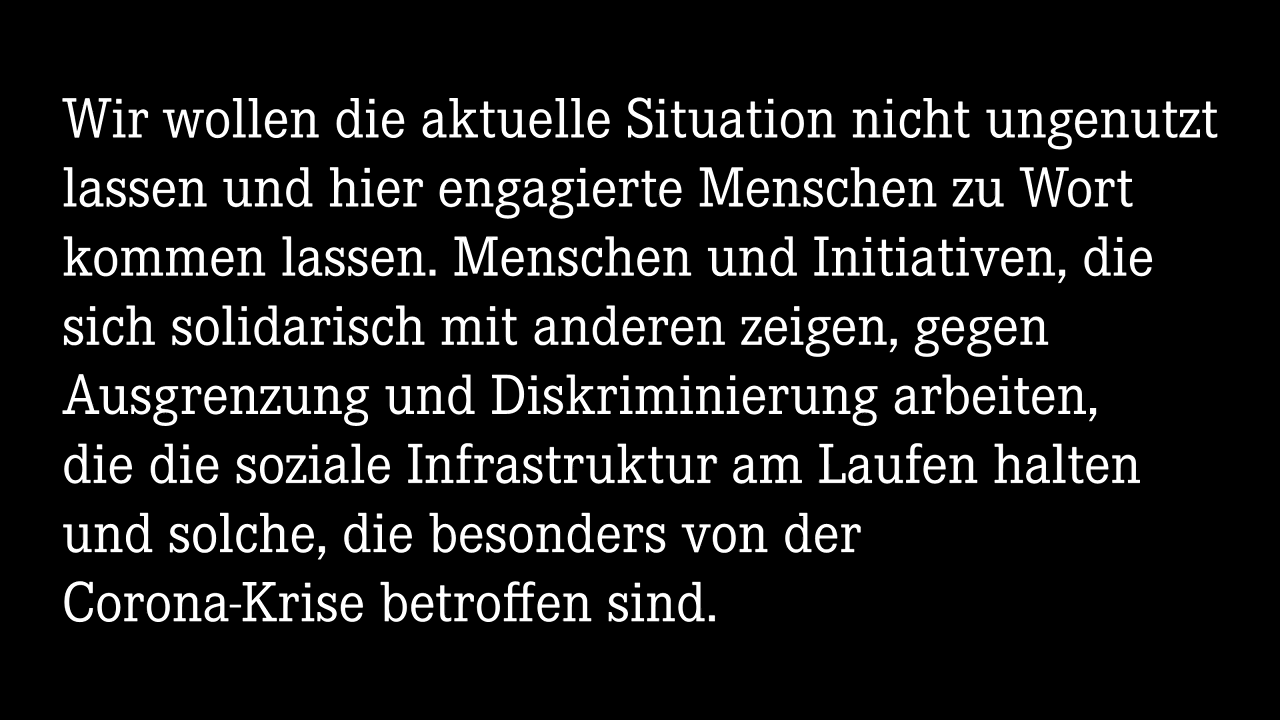 Wir wollen die aktuelle Situation nicht ungenutzt
lassen und hier engagierte Menschen zu Wort
kommen lassen. Menschen und Initiativen, die
sich solidarisch mit anderen zeigen, gegen
Ausgrenzung und Diskriminierung arbeiten,
die die soziale Infrastruktur am Laufen halten
und solche, die besonders von der
Corona-Krise betroffen sind.